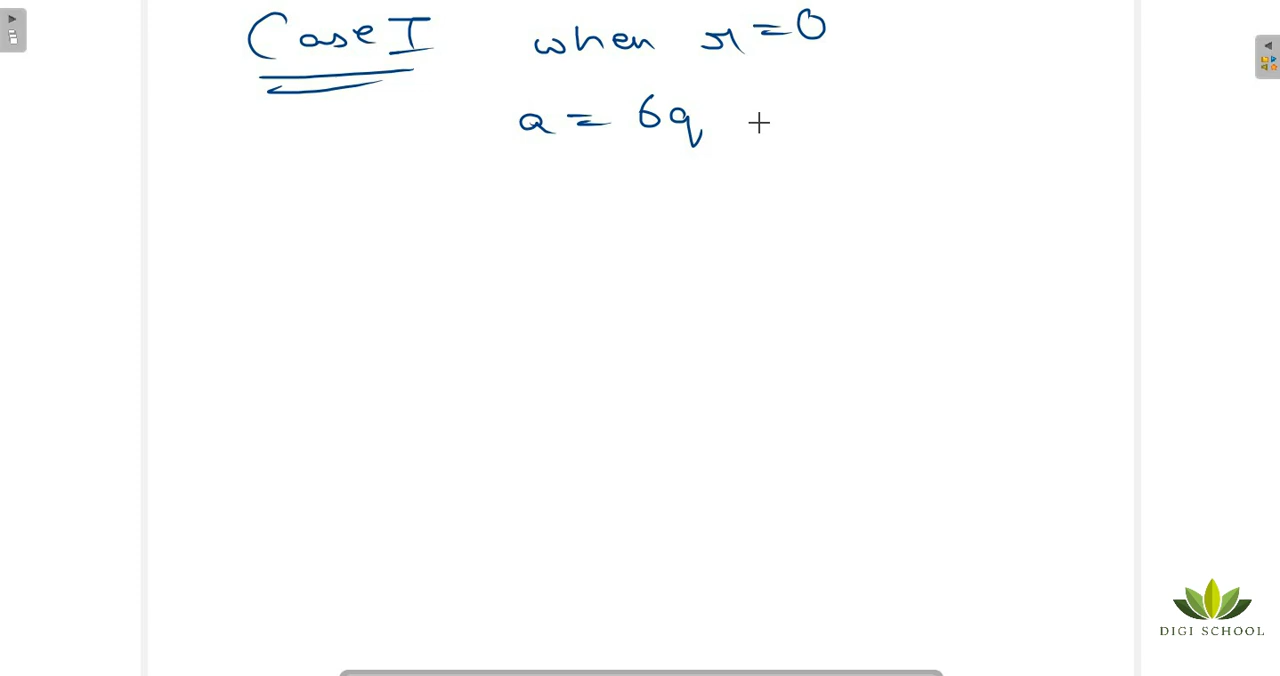 Case I when r=0
a = 6q
DIGI SCHOOL